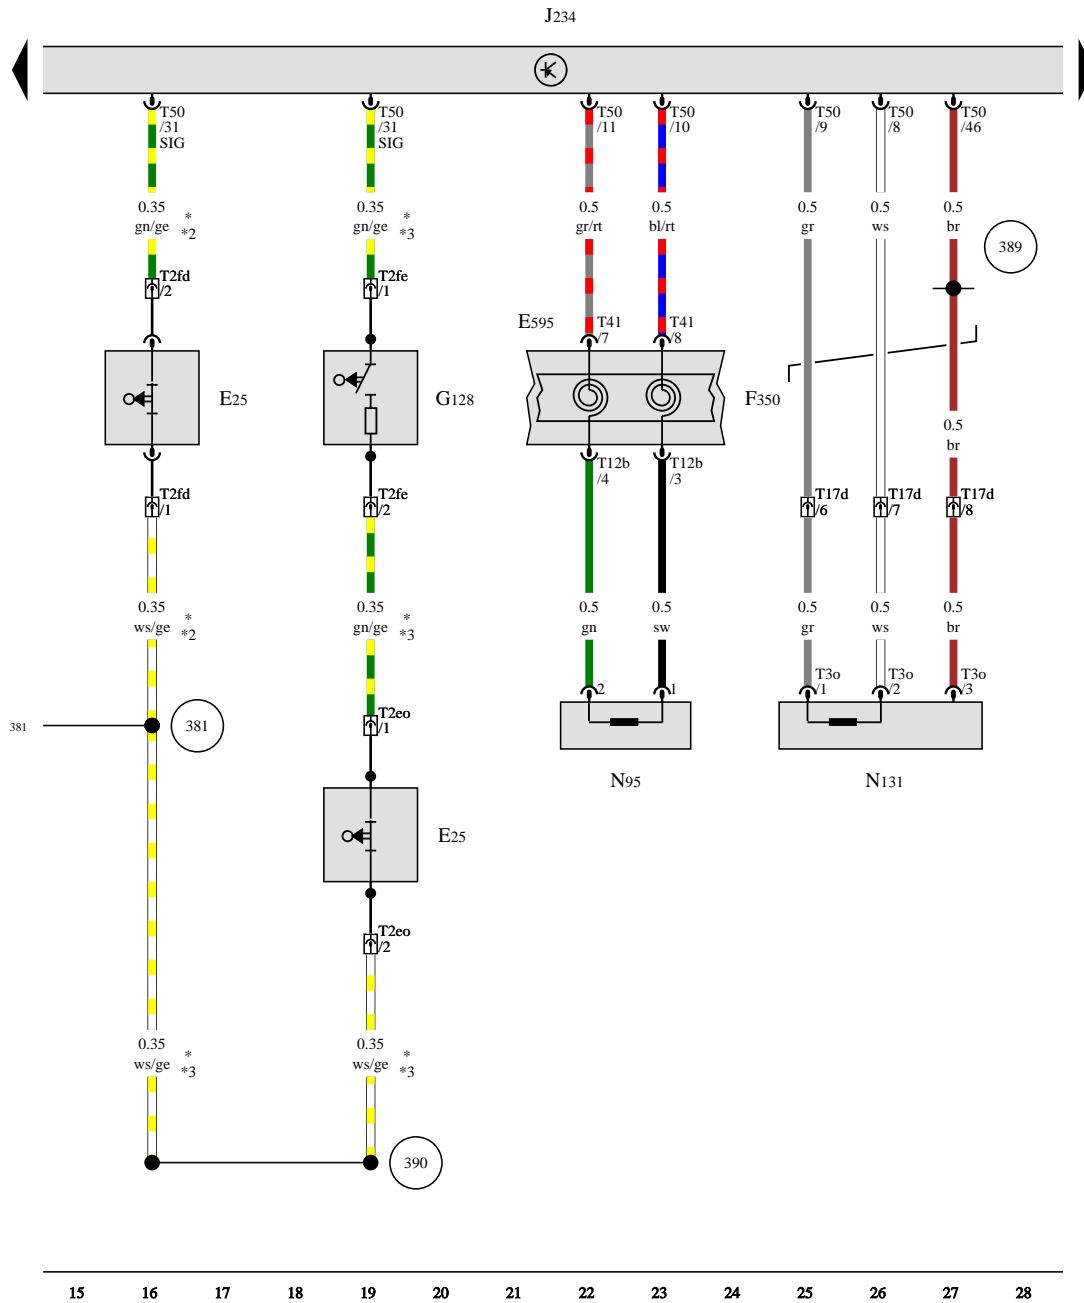 J234
T50 T50 T50 T50 T50 T50 T50
/31 /31 /11 /10 /9 /8 /46
SIG SIG
0.35 * 0.35 * 0.5 0.5 0.5 0.5 0.5
gn/ge *2 gn/ge *3 gr/rt bl/rt gr ws br
389
T2fd T2fe
/2 /1
E595 T41 T41
/7 /8
E25 G128 F350
0.5
br
T12b T12b
/4 /3
T2fd T2fe T17d T17d T17d
/1 /2 /6 /7 /8
0.35 * 0.35 * 0.5 0.5 0.5 0.5 0.5
ws/ge *2 gn/ge *3 gn sw gr ws br
T3o T3o T3o
2 1 /1 /2 /3
381 381 T2eo
/1
N95 N131
E25
T2eo
/2
0.35 * 0.35 *
ws/ge *3 ws/ge *3
390
15 16 17 18 19 20 21 22 23 24 25 26 27 28